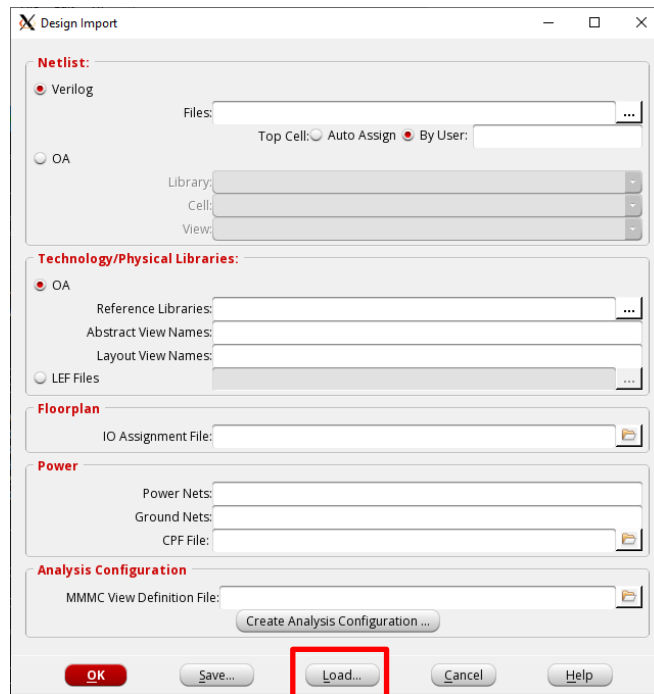 Design Import
Netlist:
Verilog
Files:
...
Top Cell: Auto Assign By User:
OA
Library:
Cell:
View:
Technology/Physical Libraries:
OA
Reference Libraries:
...
Abstract View Names:
Layout View Names:
LEF Files
...
Floorplan
IO Assignment File:
Power
Power Nets:
Ground Nets:
CPF File:
Analysis Configuration
MMMC View Definition File:
Create Analysis Configuration ...
OK Save... Load... Cancel Help